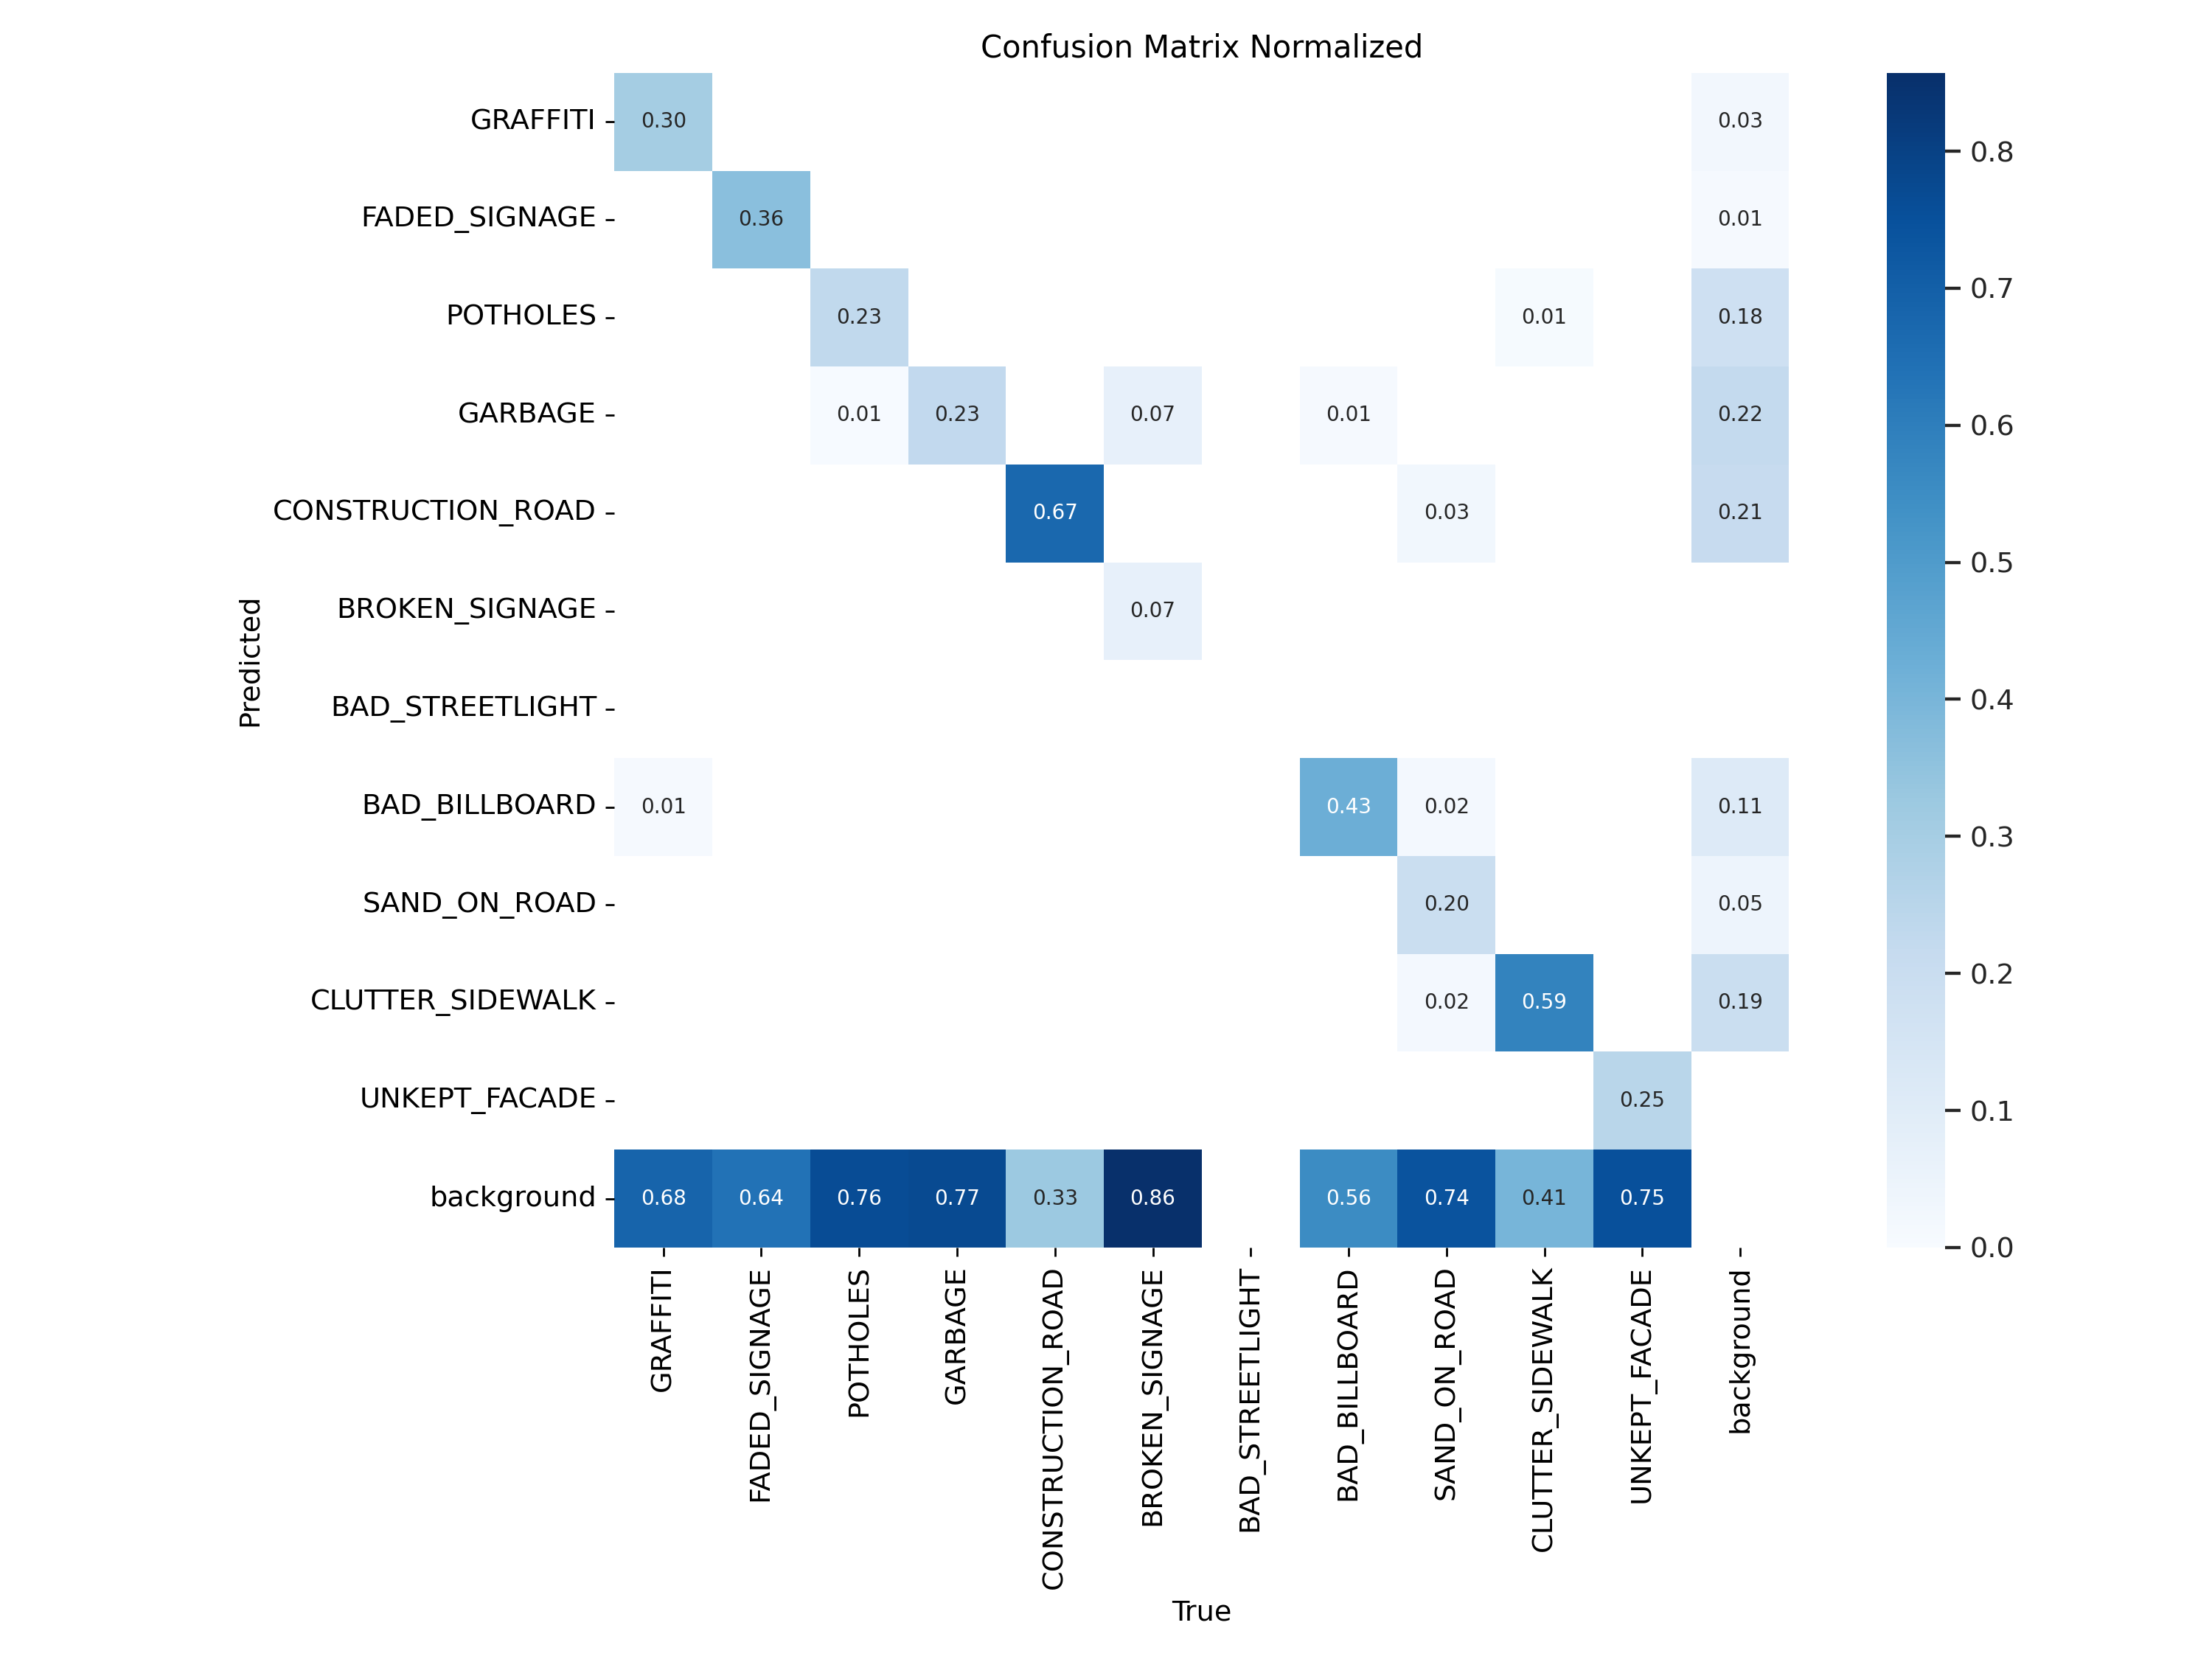 Confusion Matrix Normalized
GRAFFITI 0.30 0.03
FADED_SIGNAGE 0.36 0.01
POTHOLES 0.23 0.01 0.18
GARBAGE 0.01 0.23 0.07 0.01 0.22
CONSTRUCTION_ROAD 0.67 0.03 0.21
BROKEN_SIGNAGE 0.07
BAD_STREETLIGHT
BAD_BILLBOARD 0.01 0.43 0.02 0.11
SAND_ON_ROAD 0.20 0.05
CLUTTER_SIDEWALK 0.02 0.59 0.19
UNKEPT_FACADE 0.25
background 0.68 0.64 0.76 0.77 0.33 0.86 0.56 0.74 0.41 0.75
Predicted
GRAFFITI
FADED_SIGNAGE
POTHOLES
GARBAGE
CONSTRUCTION_ROAD
BROKEN_SIGNAGE
BAD_STREETLIGHT
BAD_BILLBOARD
SAND_ON_ROAD
CLUTTER_SIDEWALK
UNKEPT_FACADE
background
True
0.8
0.7
0.6
0.5
0.4
0.3
0.2
0.1
0.0